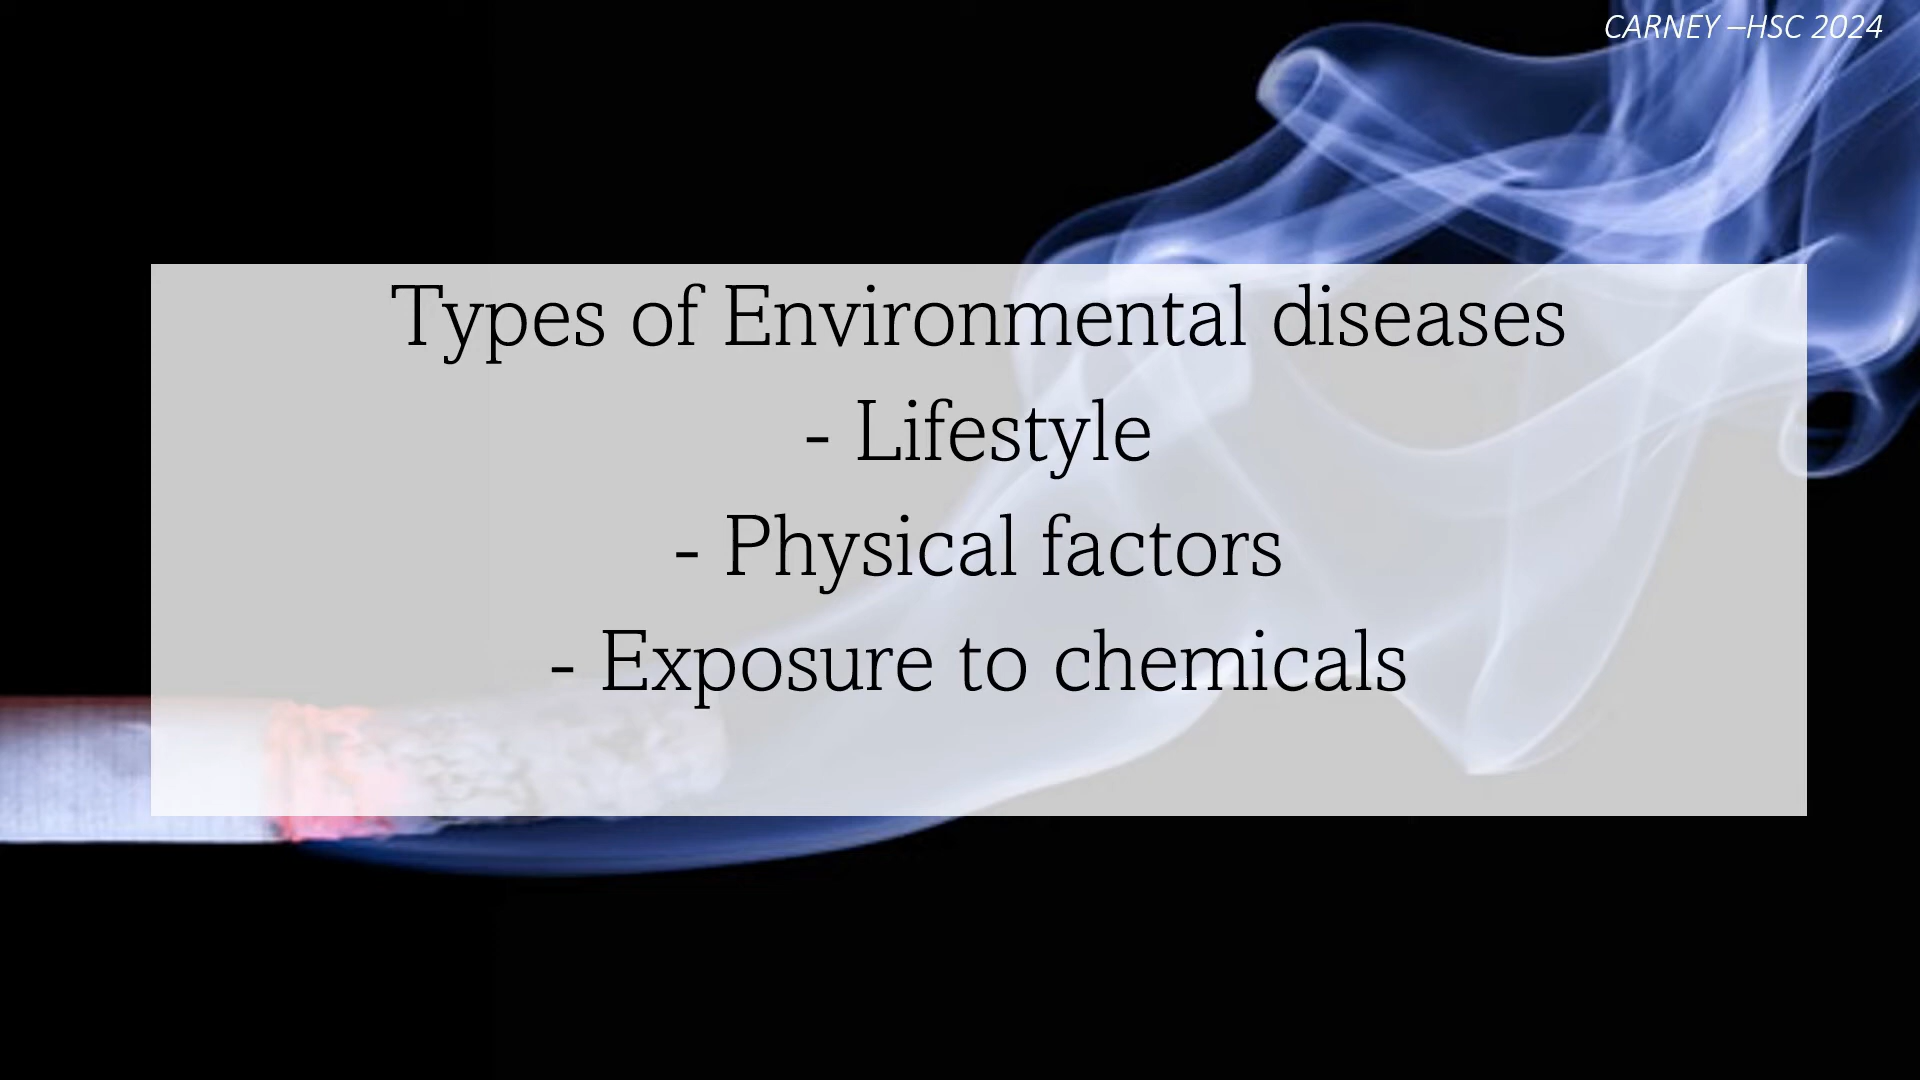 CARNEY –HSC 2024
Types of Environmental diseases
- Lifestyle
- Physical factors
- Exposure to chemicals